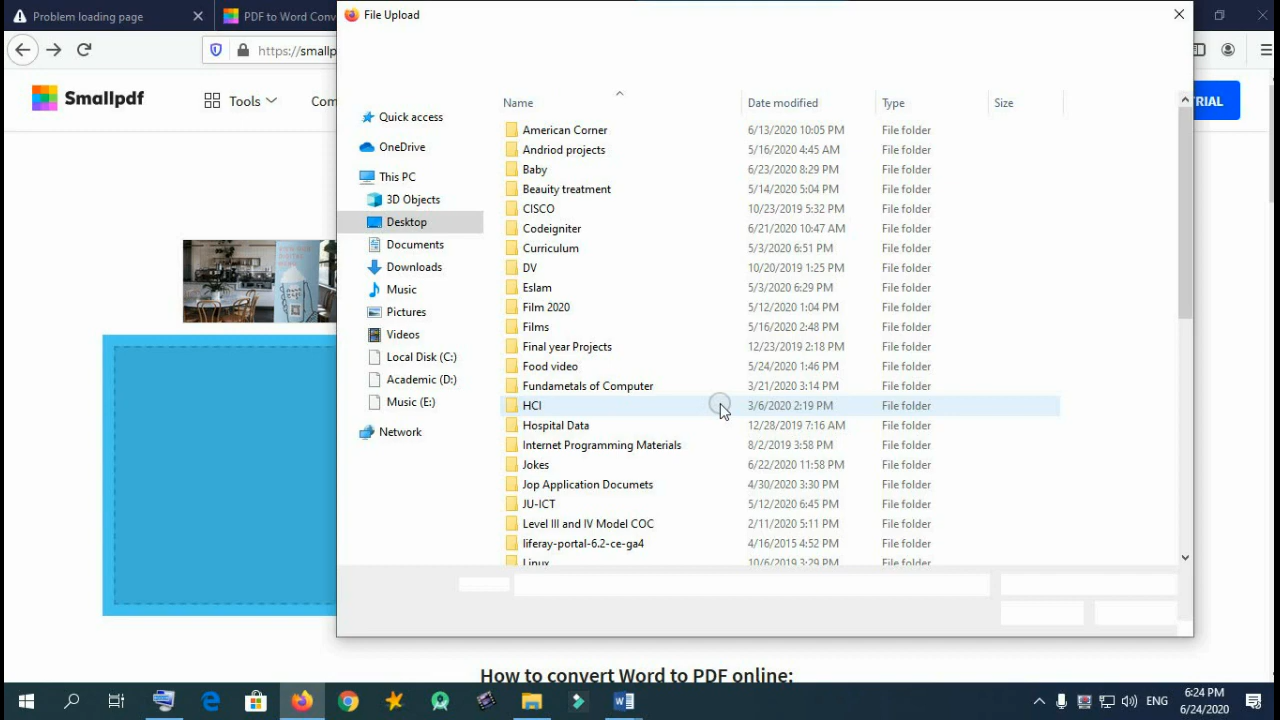 Problem loading page
PDF to Word Conv
File Upload
https://smallp
Smallpdf
Tools
Com
RIAL
Name
Date modified
Type
Size
Quick access
OneDrive
This PC
3D Objects
Desktop
Documents
Downloads
Music
Pictures
Videos
Local Disk (C:)
Academic (D:)
Music (E:)
Network
American Corner 6/13/2020 10:05 PM File folder
Andriod projects 5/16/2020 4:45 AM File folder
Baby 6/23/2020 8:29 PM File folder
Beauity treatment 5/14/2020 5:04 PM File folder
CISCO 10/23/2019 5:32 PM File folder
Codeigniter 6/21/2020 10:47 AM File folder
Curriculum 5/3/2020 6:51 PM File folder
DV 10/20/2019 1:25 PM File folder
Eslam 5/3/2020 6:29 PM File folder
Film 2020 5/12/2020 1:04 PM File folder
Films 5/16/2020 2:48 PM File folder
Final year Projects 12/23/2019 2:18 PM File folder
Food video 5/24/2020 1:46 PM File folder
Fundametals of Computer 3/21/2020 3:14 PM File folder
HCI 3/6/2020 2:19 PM File folder
Hospital Data 12/28/2019 7:16 AM File folder
Internet Programming Materials 8/2/2019 3:58 PM File folder
Jokes 6/22/2020 11:58 PM File folder
Jop Application Documets 4/30/2020 3:30 PM File folder
JU-ICT 5/12/2020 6:45 PM File folder
Level III and IV Model COC 2/11/2020 5:11 PM File folder
liferay-portal-6.2-ce-ga4 4/16/2015 4:52 PM File folder
Linux 10/6/2019 3:29 PM File folder
How to convert Word to PDF online:
ENG
6:24 PM
6/24/2020